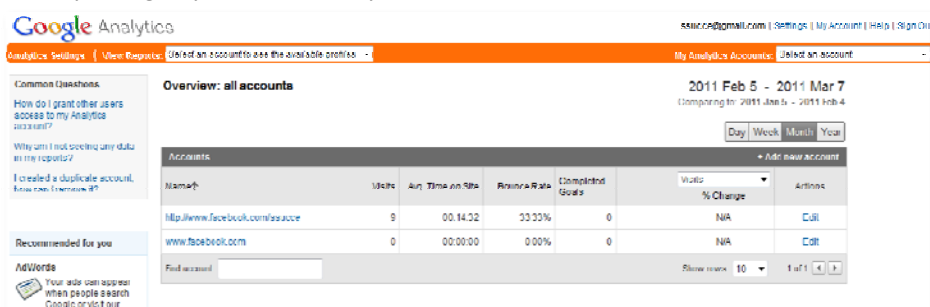 Google Analytics
ssucce@gmail.com | Settings | My Account | Help | Sign Ou
Analytics Settings | View Reports: Select an account to see the available profiles
My Analytics Accounts: Select an account
Common Questions
How do I grant other users
access to my Analytics
account?
Why am I not seeing any data
in my reports?
I created a duplicate account,
how can I remove it?
Recommended for you
AdWords
Your ads can appear
when people search
Google or visit our
Overview: all accounts
2011 Feb 5 - 2011 Mar 7
Comparing to: 2011 Jan 5 - 2011 Feb 4
Day Week Month Year
Accounts + Add new account
Name Visits Avg. Time on Site Bounce Rate Completed Goals Visits % Change Actions
http://www.facebook.com/ssucce 9 00:14:32 33.33% 0 N/A Edit
www.facebook.com 0 00:00:00 0.00% 0 N/A Edit
Find account Show rows 10 1 of 1